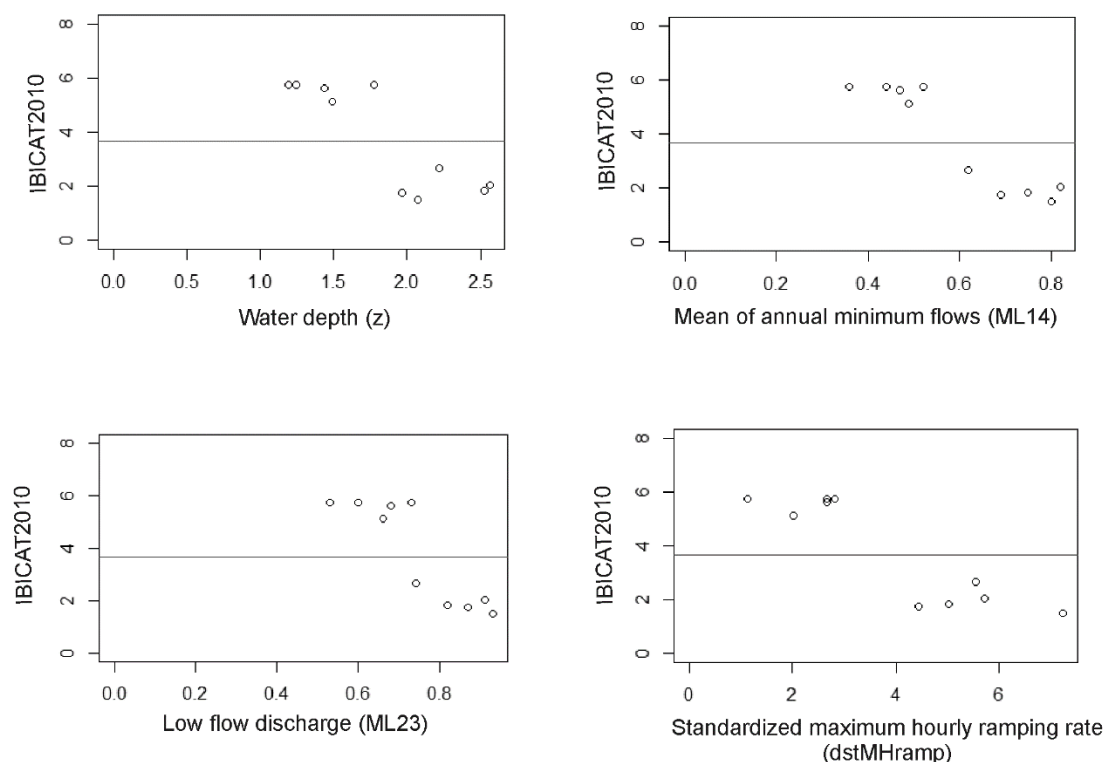 IBICAT2010
8
6
4
2
0
0.0 0.5 1.0 1.5 2.0 2.5
Water depth (z)
IBICAT2010
8
6
4
2
0
0.0 0.2 0.4 0.6 0.8
Mean of annual minimum flows (ML14)
IBICAT2010
8
6
4
2
0
0.0 0.2 0.4 0.6 0.8
Low flow discharge (ML23)
IBICAT2010
8
6
4
2
0
0 2 4 6
Standardized maximum hourly ramping rate
(dstMHramp)